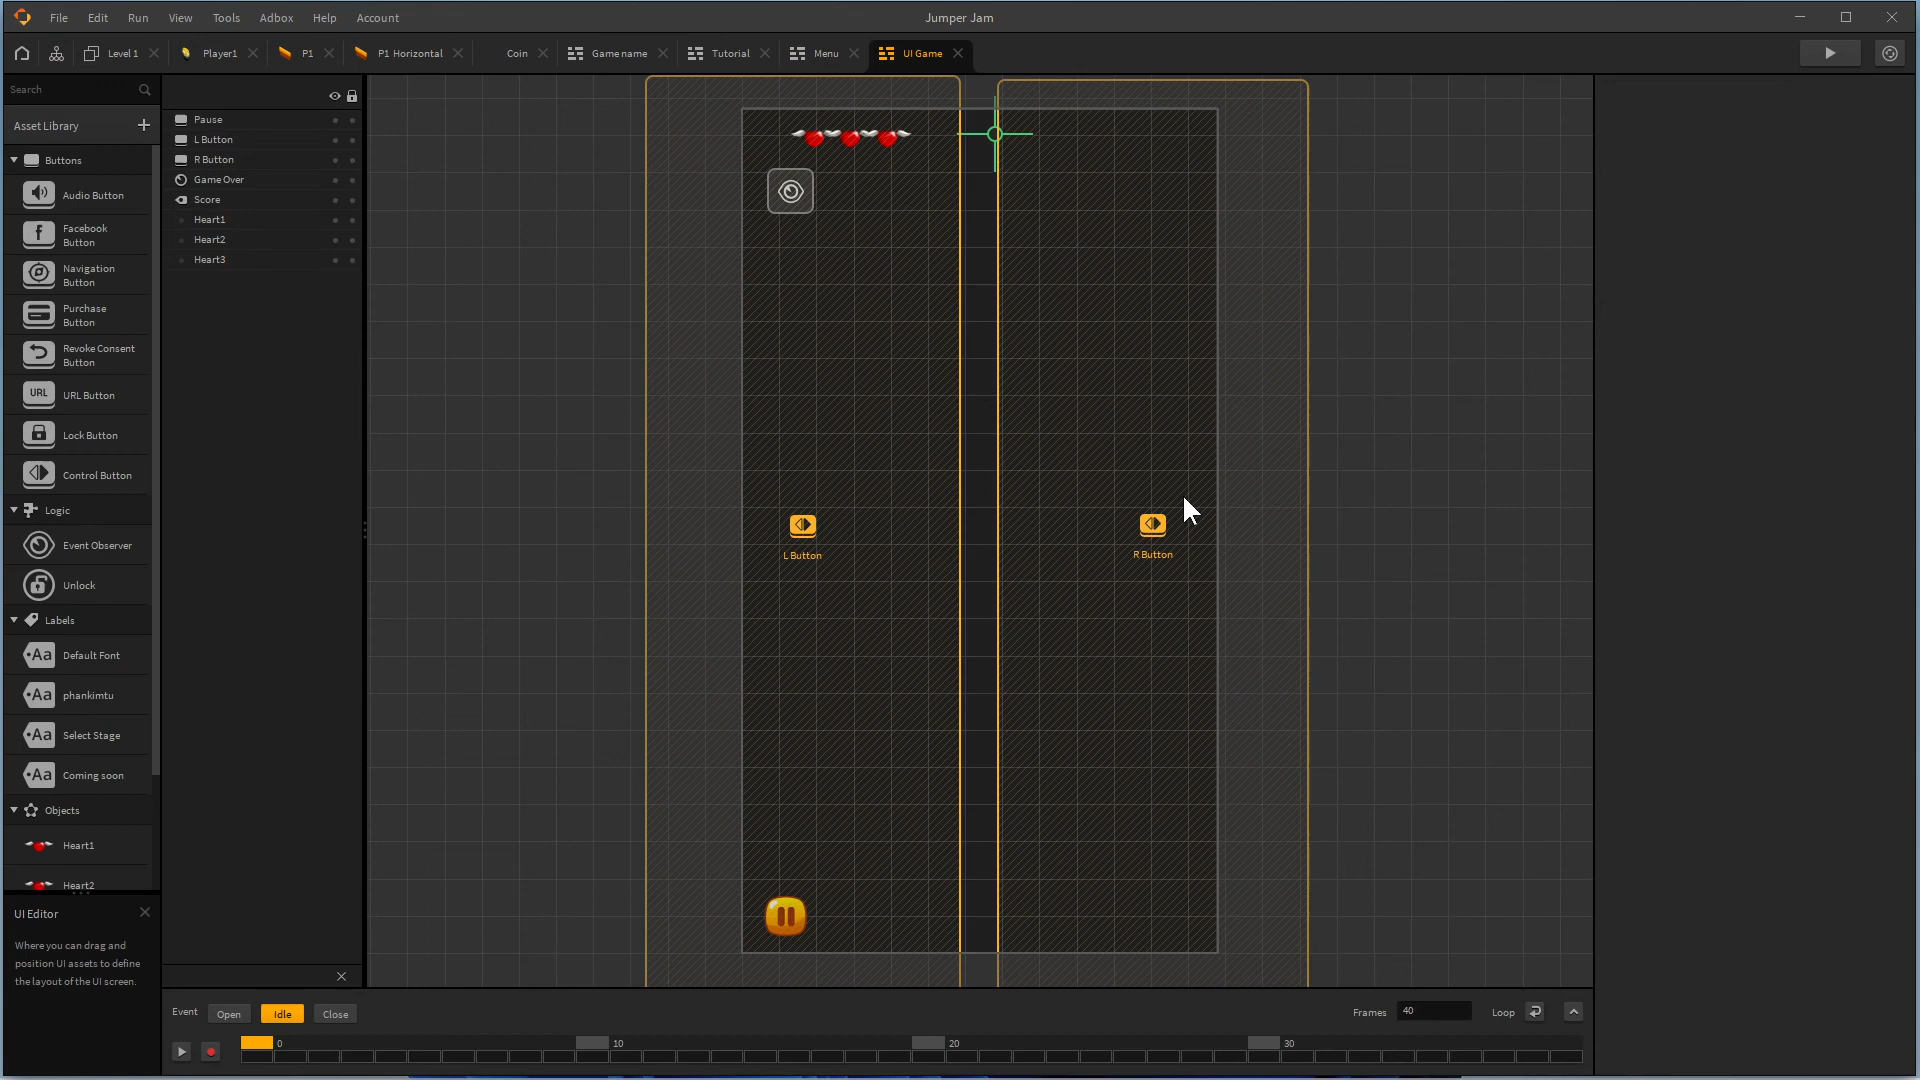 File Edit Run View Tools Adbox Help Account
Jumper Jam
Level 1
Player1
P1
P1 Horizontal
Coin
Game name
Tutorial
Menu
UI Game
Search
Asset Library
Buttons
Audio Button
Facebook
Button
Navigation
Button
Purchase
Button
Revoke Consent
Button
URL
URL Button
Lock Button
Control Button
Logic
Event Observer
Unlock
Labels
Aa
Default Font
Aa
phankimtu
Aa
Select Stage
Aa
Coming soon
Objects
Heart1
Heart2
UI Editor
Where you can drag and
position UI assets to define
the layout of the UI screen.
Pause
L Button
R Button
Game Over
Score
Heart1
Heart2
Heart3
L Button
R Button
Event
Open
Idle
Close
Frames
40
Loop
0
10
20
30